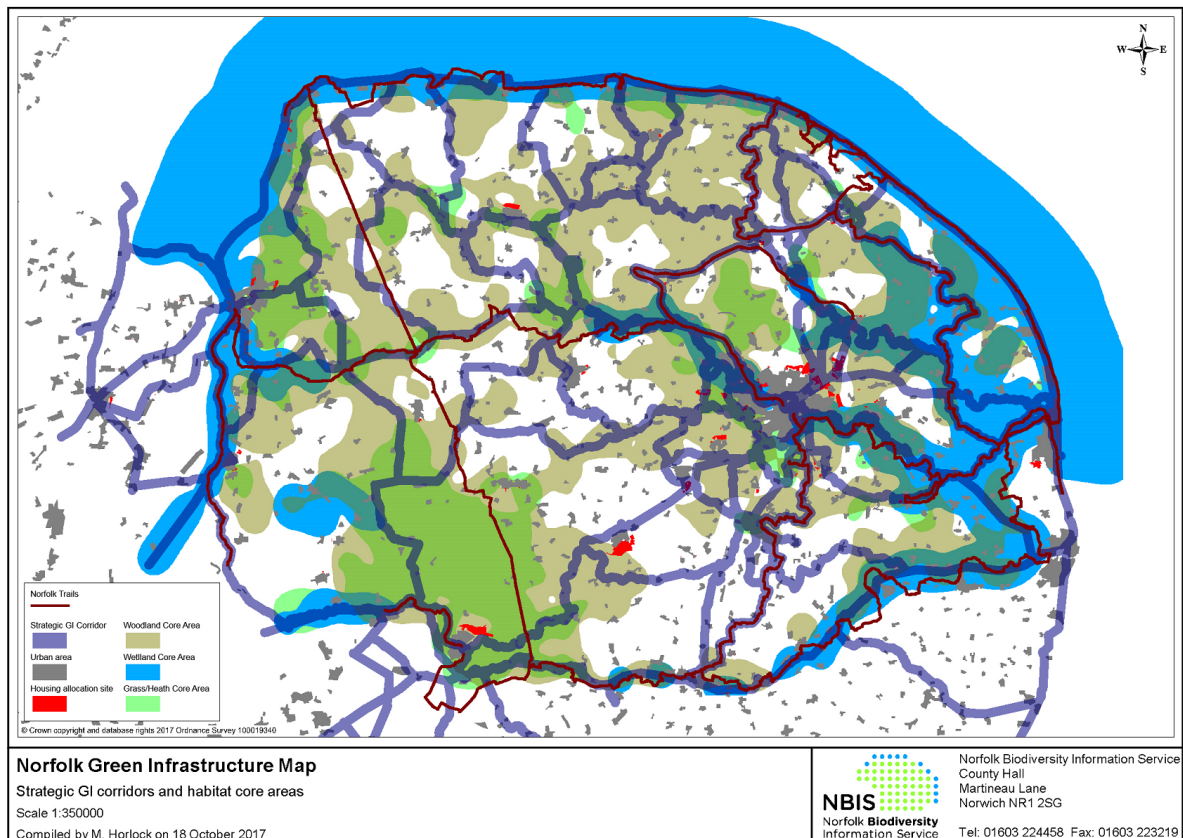 N
W E
S
Norfolk Trails
Strategic GI Corridor
Woodland Core Area
Urban area
Wetland Core Area
Housing allocation site
Grass/Heath Core Area
© Crown copyright and database rights 2017 Ordnance Survey 100019340
Norfolk Green Infrastructure Map
Strategic GI corridors and habitat core areas
Scale 1:350000
Compiled by M. Horlock on 18 October 2017
NBIS
Norfolk Biodiversity
Information Service
Norfolk Biodiversity Information Service
County Hall
Martineau Lane
Norwich NR1 2SG
Tel: 01603 224458 Fax: 01603 223219